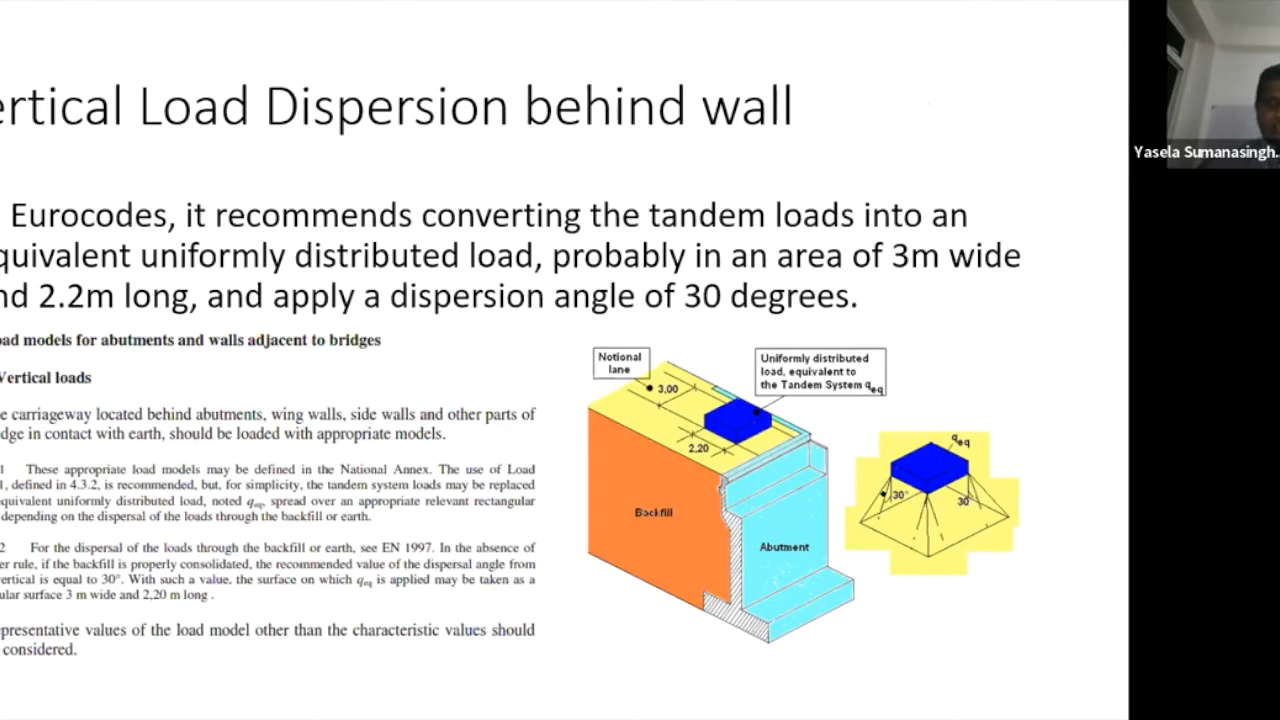 ertical Load Dispersion behind wall
Eurocodes, it recommends converting the tandem loads into an
quivalent uniformly distributed load, probably in an area of 3m wide
nd 2.2m long, and apply a dispersion angle of 30 degrees.
oad models for abutments and walls adjacent to bridges
Vertical loads
e carriageway located behind abutments, wing walls, side walls and other parts of
dge in contact with earth, should be loaded with appropriate models.
1 These appropriate load models may be defined in the National Annex. The use of Load
1, defined in 4.3.2, is recommended, but, for simplicity, the tandem system loads may be replaced
equivalent uniformly distributed load, noted qeq, spread over an appropriate relevant rectangular
depending on the dispersal of the loads through the backfill or earth.
2 For the dispersal of the loads through the backfill or earth, see EN 1997. In the absence of
er rule, if the backfill is properly consolidated, the recommended value of the dispersal angle from
ertical is equal to 30°. With such a value, the surface on which qeq is applied may be taken as a
ular surface 3 m wide and 2,20 m long .
presentative values of the load model other than the characteristic values should
considered.
Notional
lane
Uniformly distributed
load, equivalent to
the Tandem System qeq
3,00
2,20
Backfill
Abutment
qeq
30°
30
Yasela Sumanasingh...